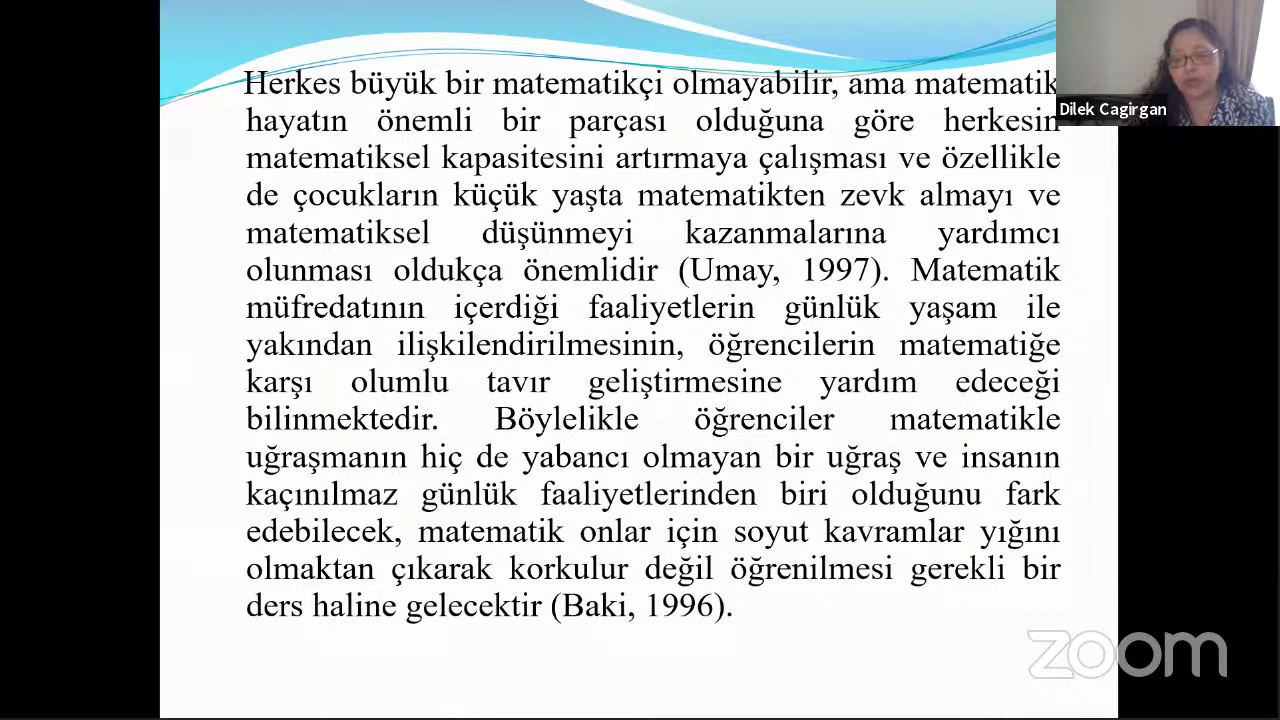 Herkes büyük bir matematikçi olmayabilir, ama matematik
hayatın önemli bir parçası olduğuna göre herkesin
matematiksel kapasitesini artırmaya çalışması ve özellikle
de çocukların küçük yaşta matematikten zevk almayı ve
matematiksel düşünmeyi kazanmalarına yardımcı
olunması oldukça önemlidir (Umay, 1997). Matematik
müfredatının içerdiği faaliyetlerin günlük yaşam ile
yakından ilişkilendirilmesinin, öğrencilerin matematiğe
karşı olumlu tavır geliştirmesine yardım edeceği
bilinmektedir. Böylelikle öğrenciler matematikle
uğraşmanın hiç de yabancı olmayan bir uğraş ve insanın
kaçınılmaz günlük faaliyetlerinden biri olduğunu fark
edebilecek, matematik onlar için soyut kavramlar yığını
olmaktan çıkarak korkulur değil öğrenilmesi gerekli bir
ders haline gelecektir (Baki, 1996).
Dilek Cagirgan
zoom